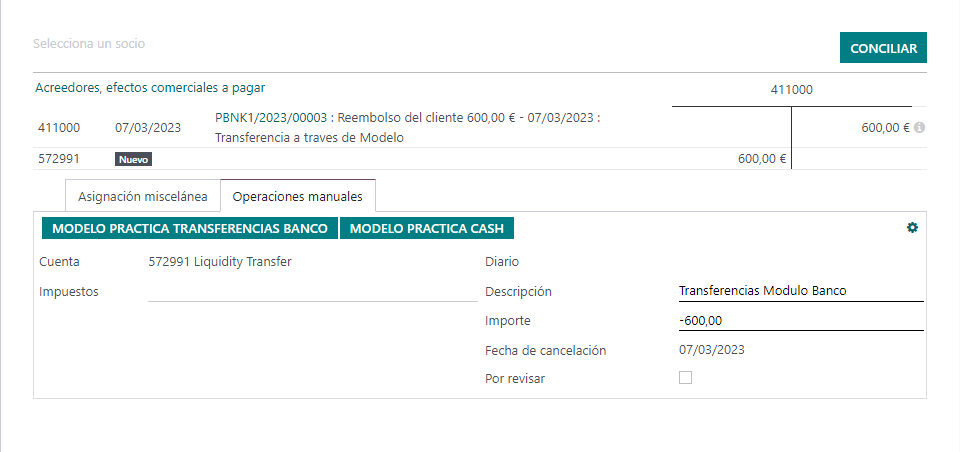 Selecciona un socio
CONCILIAR
Acreedores, efectos comerciales a pagar
411000
411000 07/03/2023 PBNK1/2023/00003 : Reembolso del cliente 600,00 € - 07/03/2023 :
Transferencia a traves de Modelo
600,00 €
572991 Nuevo 600,00 €
Asignación miscelánea Operaciones manuales
MODELO PRACTICA TRANSFERENCIAS BANCO MODELO PRACTICA CASH
Cuenta 572991 Liquidity Transfer Diario
Impuestos Descripción Transferencias Modulo Banco
Importe -600,00
Fecha de cancelación 07/03/2023
Por revisar